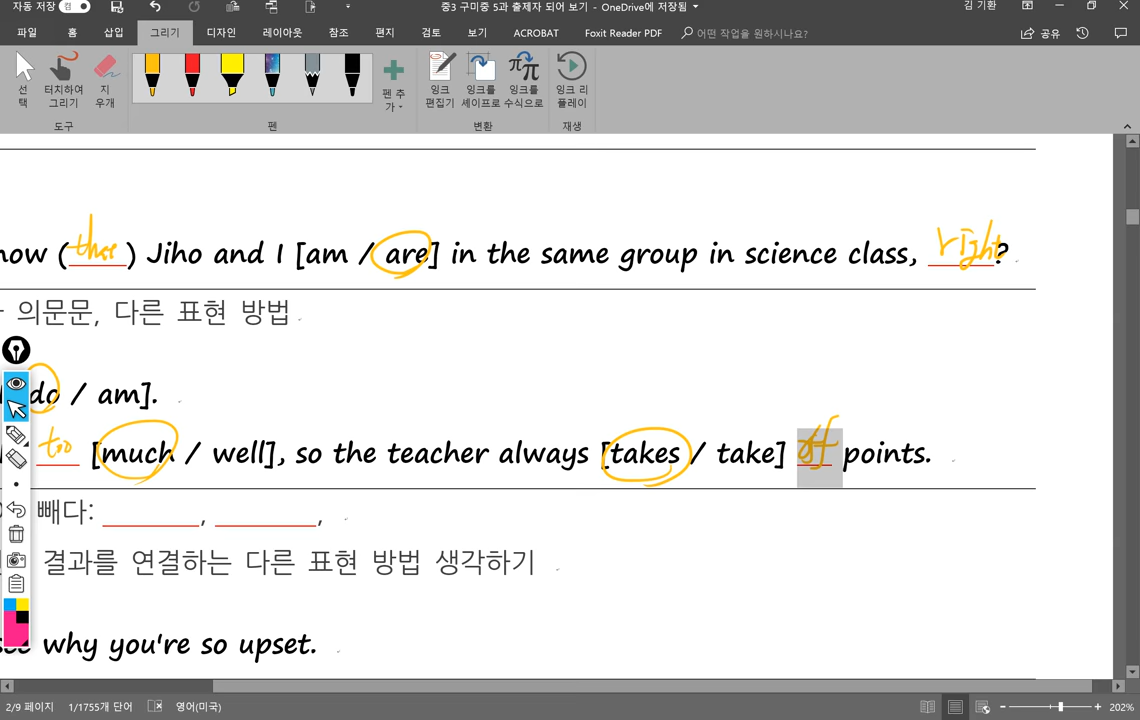 자동 저장 켬 중3 구미중 5과 출제자 되어 보기 - OneDrive에 저장됨 김 기환
파일 홈 삽입 그리기 디자인 레이아웃 참조 편지 검토 보기 ACROBAT Foxit Reader PDF 어떤 작업을 원하시나요? 공유
선택 터치하여 그리기 지우개 펜 추가 잉크 편집기 잉크를 셰이프로 잉크를 수식으로 잉크 리플레이
도구 펜 변환 재생
now (that) Jiho and I [am / are] in the same group in science class, right?
의문문, 다른 표현 방법
do / am].
too [much / well], so the teacher always [takes / take] off points.
빼다: , ,
결과를 연결하는 다른 표현 방법 생각하기
see why you're so upset.
2/9 페이지 1/1755개 단어 영어(미국) 202%